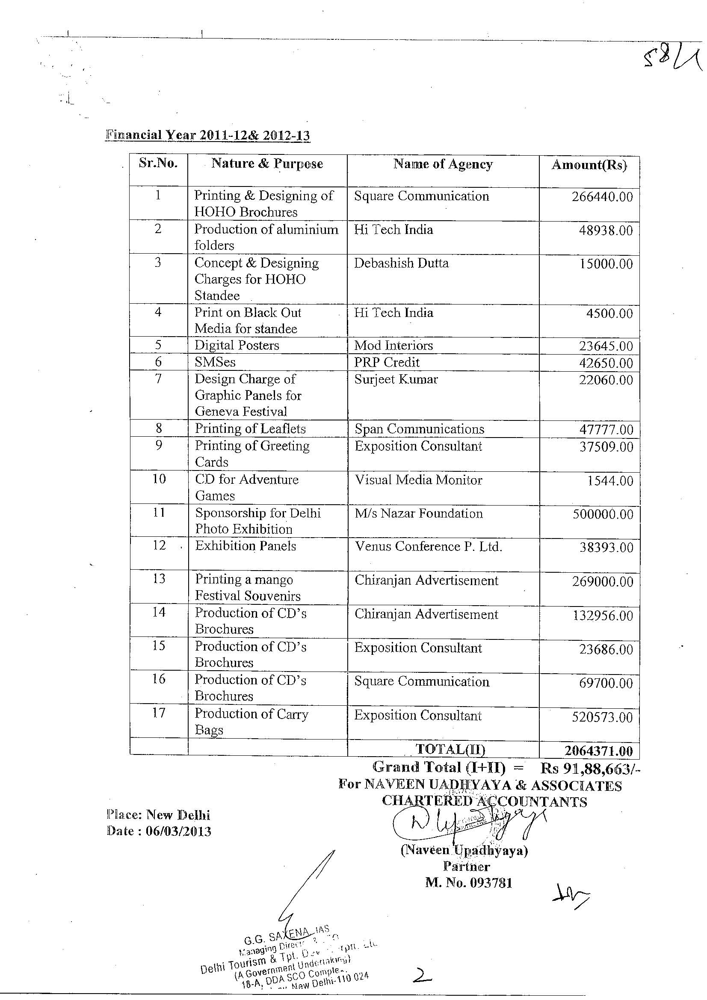 58/
Financial Year 2011-12& 2012-13
Sr.No. Nature & Purpose Name of Agency Amount(Rs)
1 Printing & Designing of Square Communication 266440.00
HOHO Brochures
2 Production of aluminium Hi Tech India 48938.00
folders
3 Concept & Designing Debashish Dutta 15000.00
Charges for HOHO
Standee
4 Print on Black Out Hi Tech India 4500.00
Media for standee
5 Digital Posters Mod Interiors 23645.00
6 SMSes PRP Credit 42650.00
7 Design Charge of Surjeet Kumar 22060.00
Graphic Panels for
Geneva Festival
8 Printing of Leaflets Span Communications 47777.00
9 Printing of Greeting Exposition Consultant 37509.00
Cards
10 CD for Adventure Visual Media Monitor 1544.00
Games
11 Sponsorship for Delhi M/s Nazar Foundation 500000.00
Photo Exhibition
12 Exhibition Panels Venus Conference P. Ltd. 38393.00
13 Printing a mango Chiranjan Advertisement 269000.00
Festival Souvenirs
14 Production of CD's Chiranjan Advertisement 132956.00
Brochures
15 Production of CD's Exposition Consultant 23686.00
Brochures
16 Production of CD's Square Communication 69700.00
Brochures
17 Production of Carry Exposition Consultant 520573.00
Bags
TOTAL(II) 2064371.00
Grand Total (I+II) = Rs 91,88,663/-
For NAVEEN UADHYAYA & ASSOCIATES
CHARTERED ACCOUNTANTS
Place: New Delhi
Date : 06/03/2013
(Naveen Upadhyaya)
Partner
M. No. 093781
G.G. SAXENA IAS
Managing
Delhi Tourism & Tpt.
(A Government Undertaking)
18-A, DDA SCO
New Delhi-110 024
2